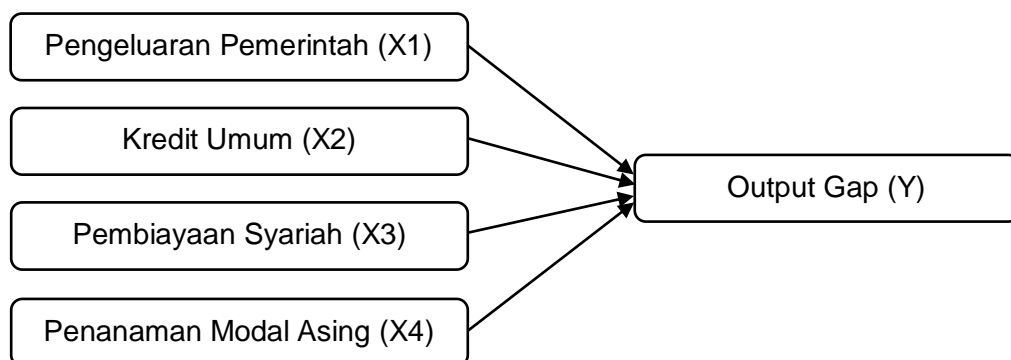 Pengeluaran Pemerintah (X1)
Kredit Umum (X2)
Pembiayaan Syariah (X3)
Penanaman Modal Asing (X4)
Output Gap (Y)